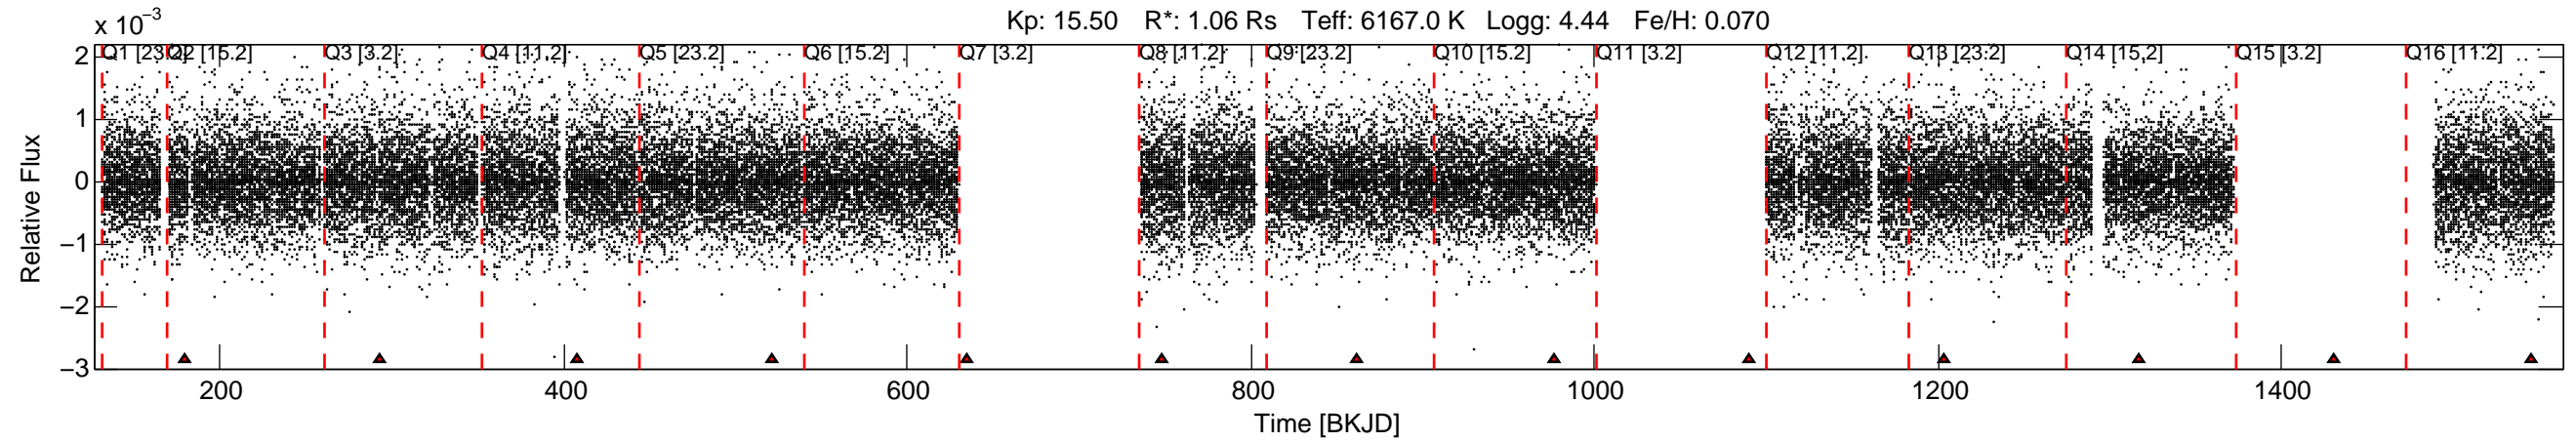 Kp: 15.50 R*: 1.06 Rs Teff: 6167.0 K Logg: 4.44 Fe/H: 0.070
x 10⁻³
Q1 [23.2] Q2 [15.2] Q3 [3.2] Q4 [11.2] Q5 [23.2] Q6 [15.2] Q7 [3.2] Q8 [11.2] Q9 [23.2] Q10 [15.2] Q11 [3.2] Q12 [11.2] Q13 [23.2] Q14 [15.2] Q15 [3.2] Q16 [11.2]
2
1
0
−1
−2
−3
Relative Flux
200 400 600 800 1000 1200 1400
Time [BKJD]